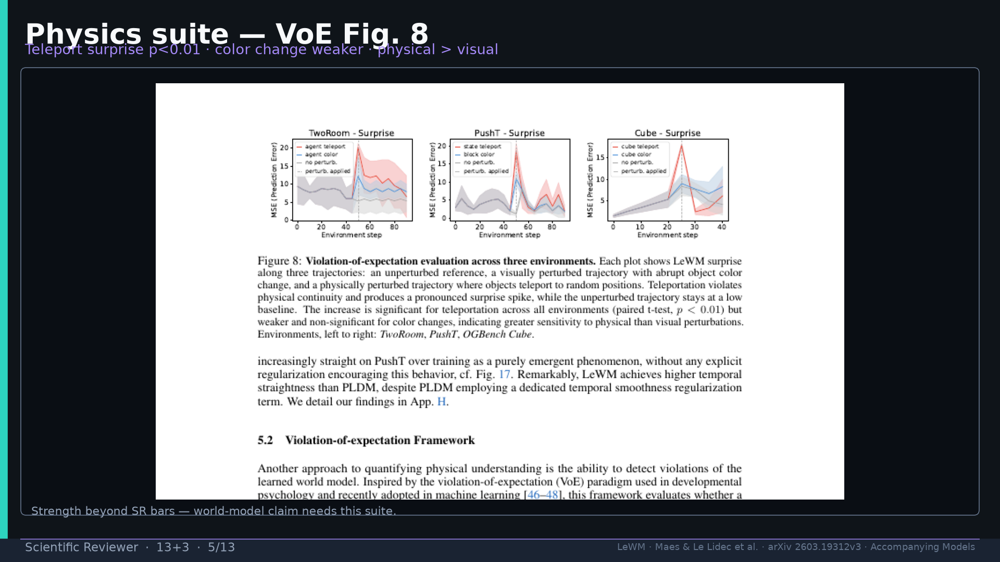 Physics suite — VoE Fig. 8
Teleport surprise p<0.01 · color change weaker · physical > visual
TwoRoom - Surprise
MSE (Prediction Error)
20
15
10
5
0
agent teleport
agent color
no perturb.
perturb. applied
0 20 40 60 80
Environment step
PushT - Surprise
MSE (Prediction Error)
20
15
10
5
0
state teleport
block color
no perturb.
perturb. applied
0 20 40 60 80
Environment step
Cube - Surprise
MSE (Prediction Error)
15
10
5
cube teleport
cube color
no perturb.
perturb. applied
0 10 20 30 40
Environment step
Figure 8: Violation-of-expectation evaluation across three environments. Each plot shows LeWM surprise
along three trajectories: an unperturbed reference, a visually perturbed trajectory with abrupt object color
change, and a physically perturbed trajectory where objects teleport to random positions. Teleportation violates
physical continuity and produces a pronounced surprise spike, while the unperturbed trajectory stays at a low
baseline. The increase is significant for teleportation across all environments (paired t-test, p < 0.01) but
weaker and non-significant for color changes, indicating greater sensitivity to physical than visual perturbations.
Environments, left to right: TwoRoom, PushT, OGBench Cube.
increasingly straight on PushT over training as a purely emergent phenomenon, without any explicit
regularization encouraging this behavior, cf. Fig. 17. Remarkably, LeWM achieves higher temporal
straightness than PLDM, despite PLDM employing a dedicated temporal smoothness regularization
term. We detail our findings in App. H.
5.2 Violation-of-expectation Framework
Another approach to quantifying physical understanding is the ability to detect violations of the
learned world model. Inspired by the violation-of-expectation (VoE) paradigm used in developmental
psychology and recently adopted in machine learning [46–48], this framework evaluates whether a
Strength beyond SR bars — world-model claim needs this suite.
Scientific Reviewer · 13+3 · 5/13
LeWM · Maes & Le Lidec et al. · arXiv 2603.19312v3 · Accompanying Models